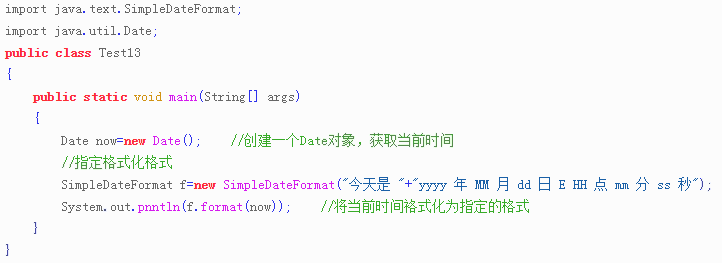 import java.text.SimpleDateFormat;
import java.util.Date;
public class Test13
{
    public static void main(String[] args)
    {
        Date now=new Date();    //创建一个Date对象，获取当前时间
        //指定格式化格式
        SimpleDateFormat f=new SimpleDateFormat("今天是 "+"yyyy 年 MM 月 dd 日 E HH 点 mm 分 ss 秒");
        System.out.pnntln(f.format(now));    //将当前时间袼式化为指定的格式
    }
}